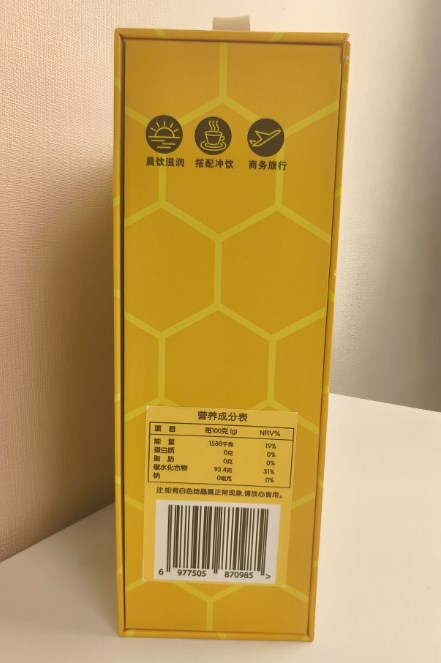 晨饮滋润 搭配冲饮 商务旅行
营养成分表
项 目 每100克 (g) NRV%
能 量 1588千焦 19%
蛋白质 0克 0%
脂 肪 0克 0%
碳水化合物 93.4克 31%
钠 0毫克 0%
注:如有白色结晶属正常现象,请放心食用。
6 977505 870985 >